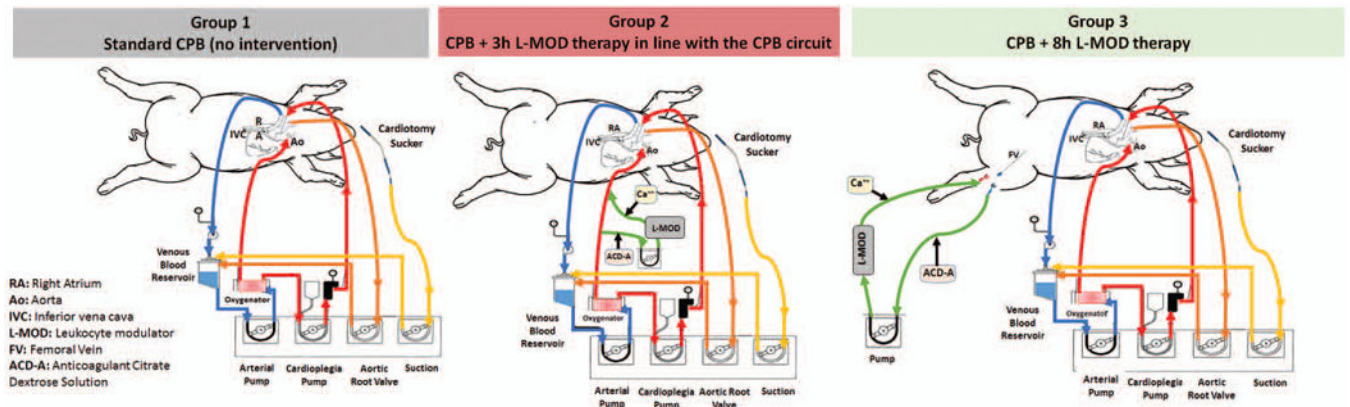 Group 1
Standard CPB (no intervention)
Group 2
CPB + 3h L-MOD therapy in line with the CPB circuit
Group 3
CPB + 8h L-MOD therapy
R
A
IVC
Ao
Cardiotomy
Sucker
Venous
Blood
Reservoir
Oxygenator
RA: Right Atrium
Ao: Aorta
IVC: Inferior vena cava
L-MOD: Leukocyte modulator
FV: Femoral Vein
ACD-A: Anticoagulant Citrate
Dextrose Solution
Arterial
Pump
Cardioplegia
Pump
Aortic
Root Valve
Suction
RA
IVC
Ao
Cardiotomy
Sucker
Ca++
L-MOD
ACD-A
Venous
Blood
Reservoir
Oxygenator
Arterial
Pump
Cardioplegia
Pump
Aortic Root
Valve
Suction
RA
IVC
Ao
FV
Cardiotomy
Sucker
Ca++
L-MOD
ACD-A
Pump
Venous
Blood Reservoir
Oxygenator
Arterial
Pump
Cardioplegia
Pump
Aortic
Root Valve
Suction